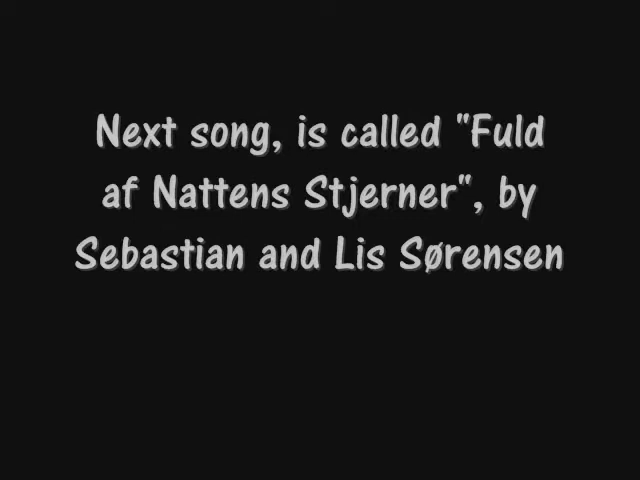 Next song, is called "Fuld
af Nattens Stjerner", by
Sebastian and Lis Sørensen